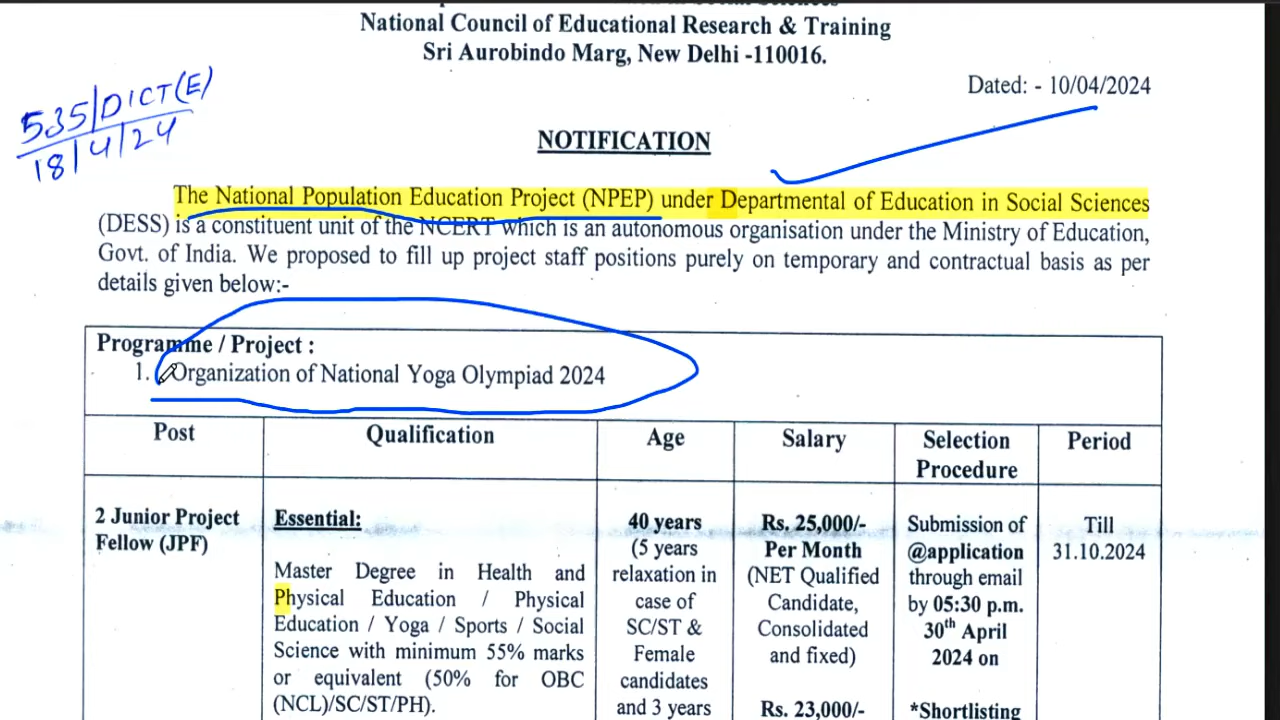 National Council of Educational Research & Training
Sri Aurobindo Marg, New Delhi -110016.
Dated: - 10/04/2024
535/DICT(E)
18/4/24
NOTIFICATION
The National Population Education Project (NPEP) under Departmental of Education in Social Sciences
(DESS) is a constituent unit of the NCERT which is an autonomous organisation under the Ministry of Education,
Govt. of India. We proposed to fill up project staff positions purely on temporary and contractual basis as per
details given below:-
Programme / Project :
1. Organization of National Yoga Olympiad 2024
Post
Qualification
Age
Salary
Selection
Procedure
Period
2 Junior Project
Fellow (JPF)
Essential:
Master Degree in Health and
Physical Education / Physical
Education / Yoga / Sports / Social
Science with minimum 55% marks
or equivalent (50% for OBC
(NCL)/SC/ST/PH).
40 years
(5 years
relaxation in
case of
SC/ST &
Female
candidates
and 3 years
Rs. 25,000/-
Per Month
(NET Qualified
Candidate,
Consolidated
and fixed)
Rs. 23,000/-
Submission of
@application
through email
by 05:30 p.m.
30th April
2024 on
*Shortlisting
Till
31.10.2024